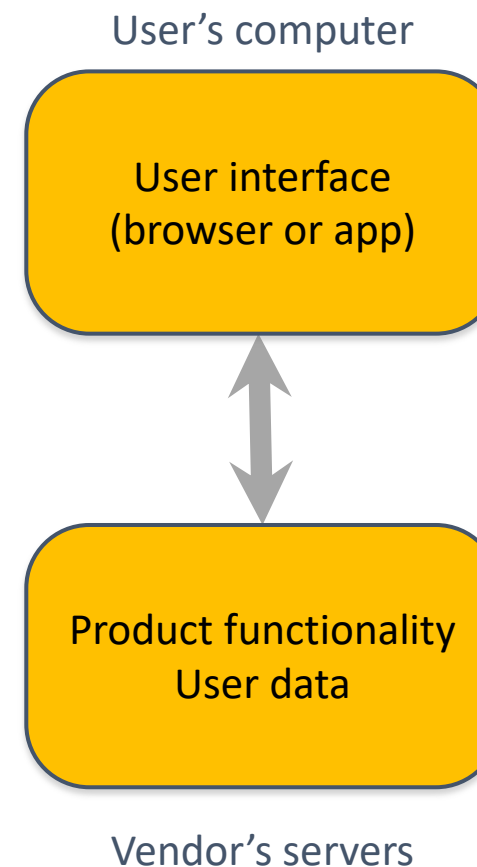 User’s computer
User interface
(browser or app)
Product functionality
User data
Vendor’s servers